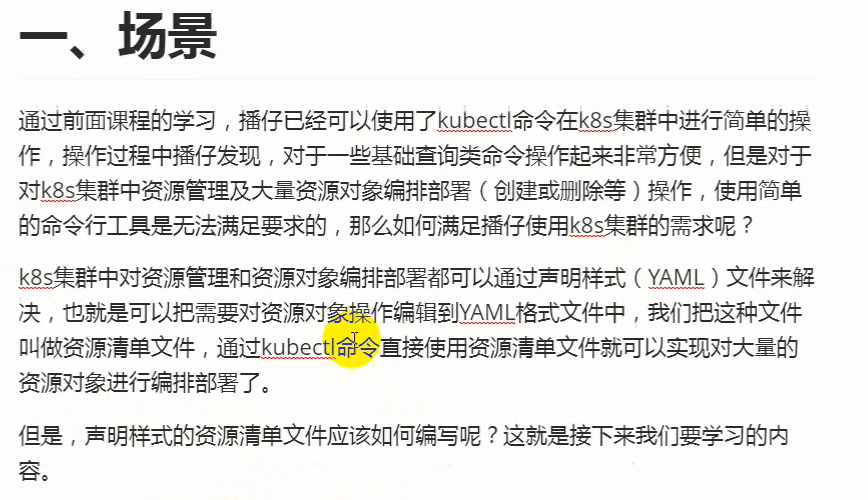 一、场景
通过前面课程的学习，播仔已经可以使用了kubectl命令在k8s集群中进行简单的操
作，操作过程中播仔发现，对于一些基础查询类命令操作起来非常方便，但是对于
对k8s集群中资源管理及大量资源对象编排部署（创建或删除等）操作，使用简单
的命令行工具是无法满足要求的，那么如何满足播仔使用k8s集群的需求呢？
k8s集群中对资源管理和资源对象编排部署都可以通过声明样式（YAML）文件来解
决，也就是可以把需要对资源对象操作编辑到YAML格式文件中，我们把这种文件
叫做资源清单文件，通过kubectl命令直接使用资源清单文件就可以实现对大量的
资源对象进行编排部署了。
但是，声明样式的资源清单文件应该如何编写呢？这就是接下来我们要学习的内
容。